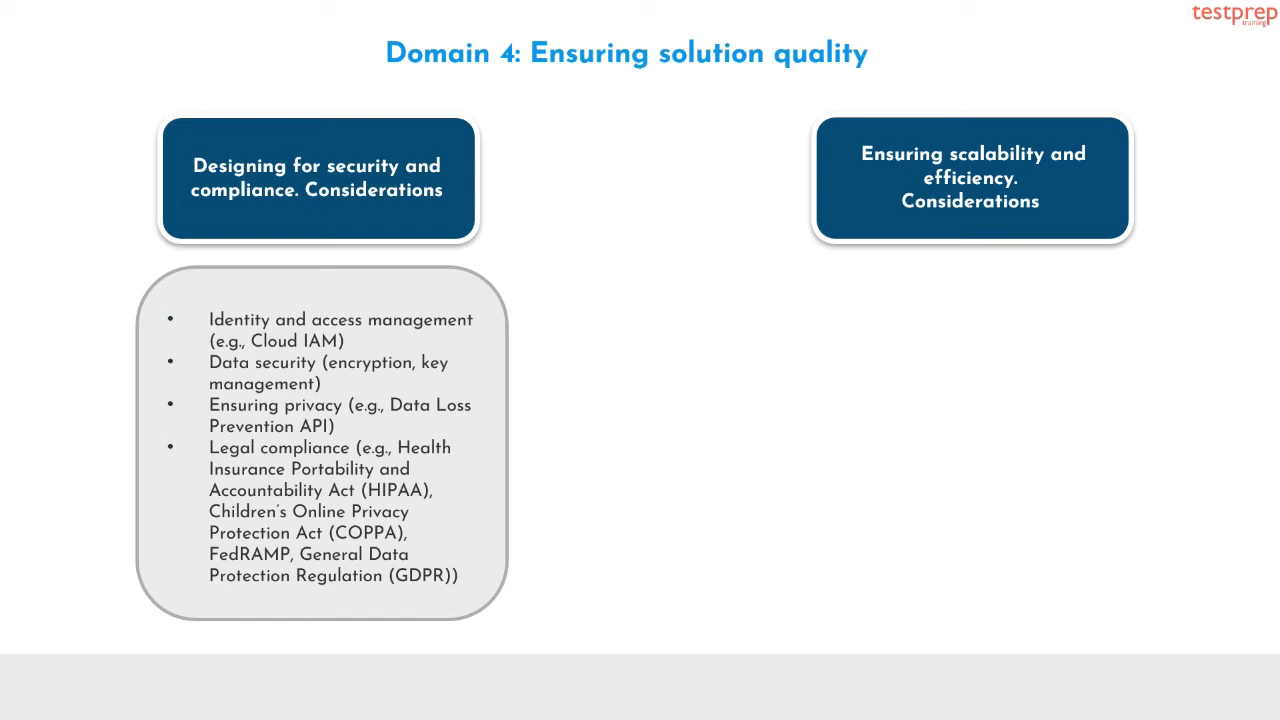 testprep
training
Domain 4: Ensuring solution quality
Designing for security and
compliance. Considerations
Ensuring scalability and
efficiency.
Considerations
• Identity and access management
(e.g., Cloud IAM)
• Data security (encryption, key
management)
• Ensuring privacy (e.g., Data Loss
Prevention API)
• Legal compliance (e.g., Health
Insurance Portability and
Accountability Act (HIPAA),
Children’s Online Privacy
Protection Act (COPPA),
FedRAMP, General Data
Protection Regulation (GDPR))